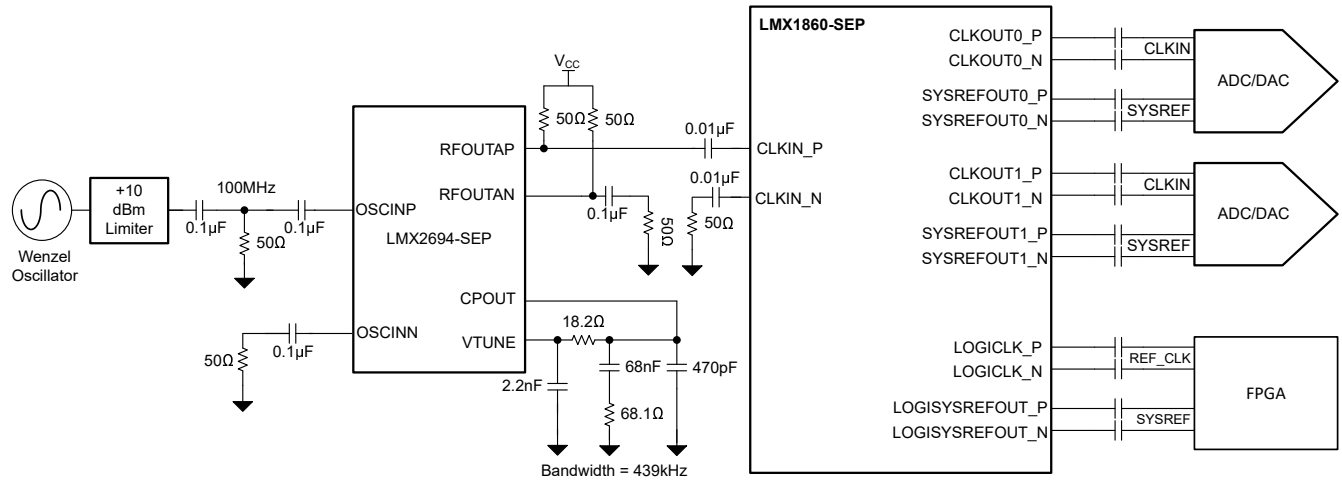 LMX1860-SEP
CLKOUT0_P
CLKIN
CLKOUT0_N
ADC/DAC
SYSREFOUT0_P
SYSREF
SYSREFOUT0_N
VCC
50Ω
50Ω
0.01µF
RFOUTAP
CLKIN_P
CLKOUT1_P
CLKIN
CLKOUT1_N
+10
dBm
Limiter
100MHz
0.01µF
RFOUTAN
CLKIN_N
ADC/DAC
0.1µF
0.1µF
OSCINP
0.1µF
50Ω
50Ω
50Ω
LMX2694-SEP
SYSREFOUT1_P
SYSREF
SYSREFOUT1_N
Wenzel
Oscillator
CPOUT
18.2Ω
OSCINN
VTUNE
50Ω
0.1µF
2.2nF
68nF
470pF
68.1Ω
LOGICLK_P
REF_CLK
LOGICLK_N
FPGA
LOGISYSREFOUT_P
SYSREF
LOGISYSREFOUT_N
Bandwidth = 439kHz